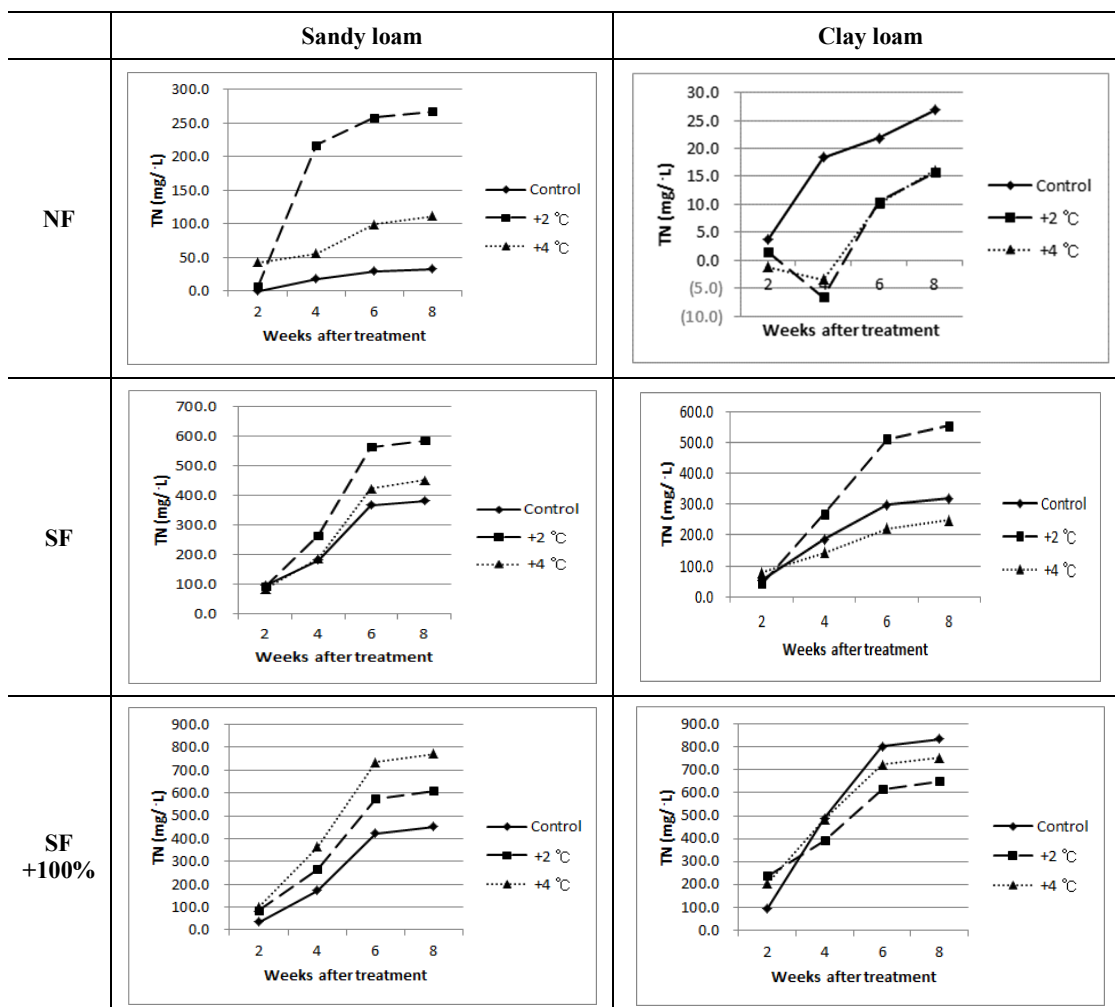 Sandy loam
Clay loam
NF
300.0
250.0
200.0
150.0
100.0
50.0
0.0
TN (mg/ˑL)
2 4 6 8
Weeks after treatment
Control
+2 ℃
+4 ℃
30.0
25.0
20.0
15.0
10.0
5.0
0.0
(5.0)
(10.0)
TN (mg/ˑL)
2 4 6 8
Weeks after treatment
Control
+2 ℃
+4 ℃
SF
700.0
600.0
500.0
400.0
300.0
200.0
100.0
0.0
TN (mg/ˑL)
2 4 6 8
Weeks after treatment
Control
+2 ℃
+4 ℃
600.0
500.0
400.0
300.0
200.0
100.0
0.0
TN (mg/ˑL)
2 4 6 8
Weeks after treatment
Control
+2 ℃
+4 ℃
SF
+100%
900.0
800.0
700.0
600.0
500.0
400.0
300.0
200.0
100.0
0.0
TN (mg/ˑL)
2 4 6 8
Weeks after treatment
Control
+2 ℃
+4 ℃
900.0
800.0
700.0
600.0
500.0
400.0
300.0
200.0
100.0
0.0
TN (mg/ˑL)
2 4 6 8
Weeks after treatment
Control
+2 ℃
+4 ℃